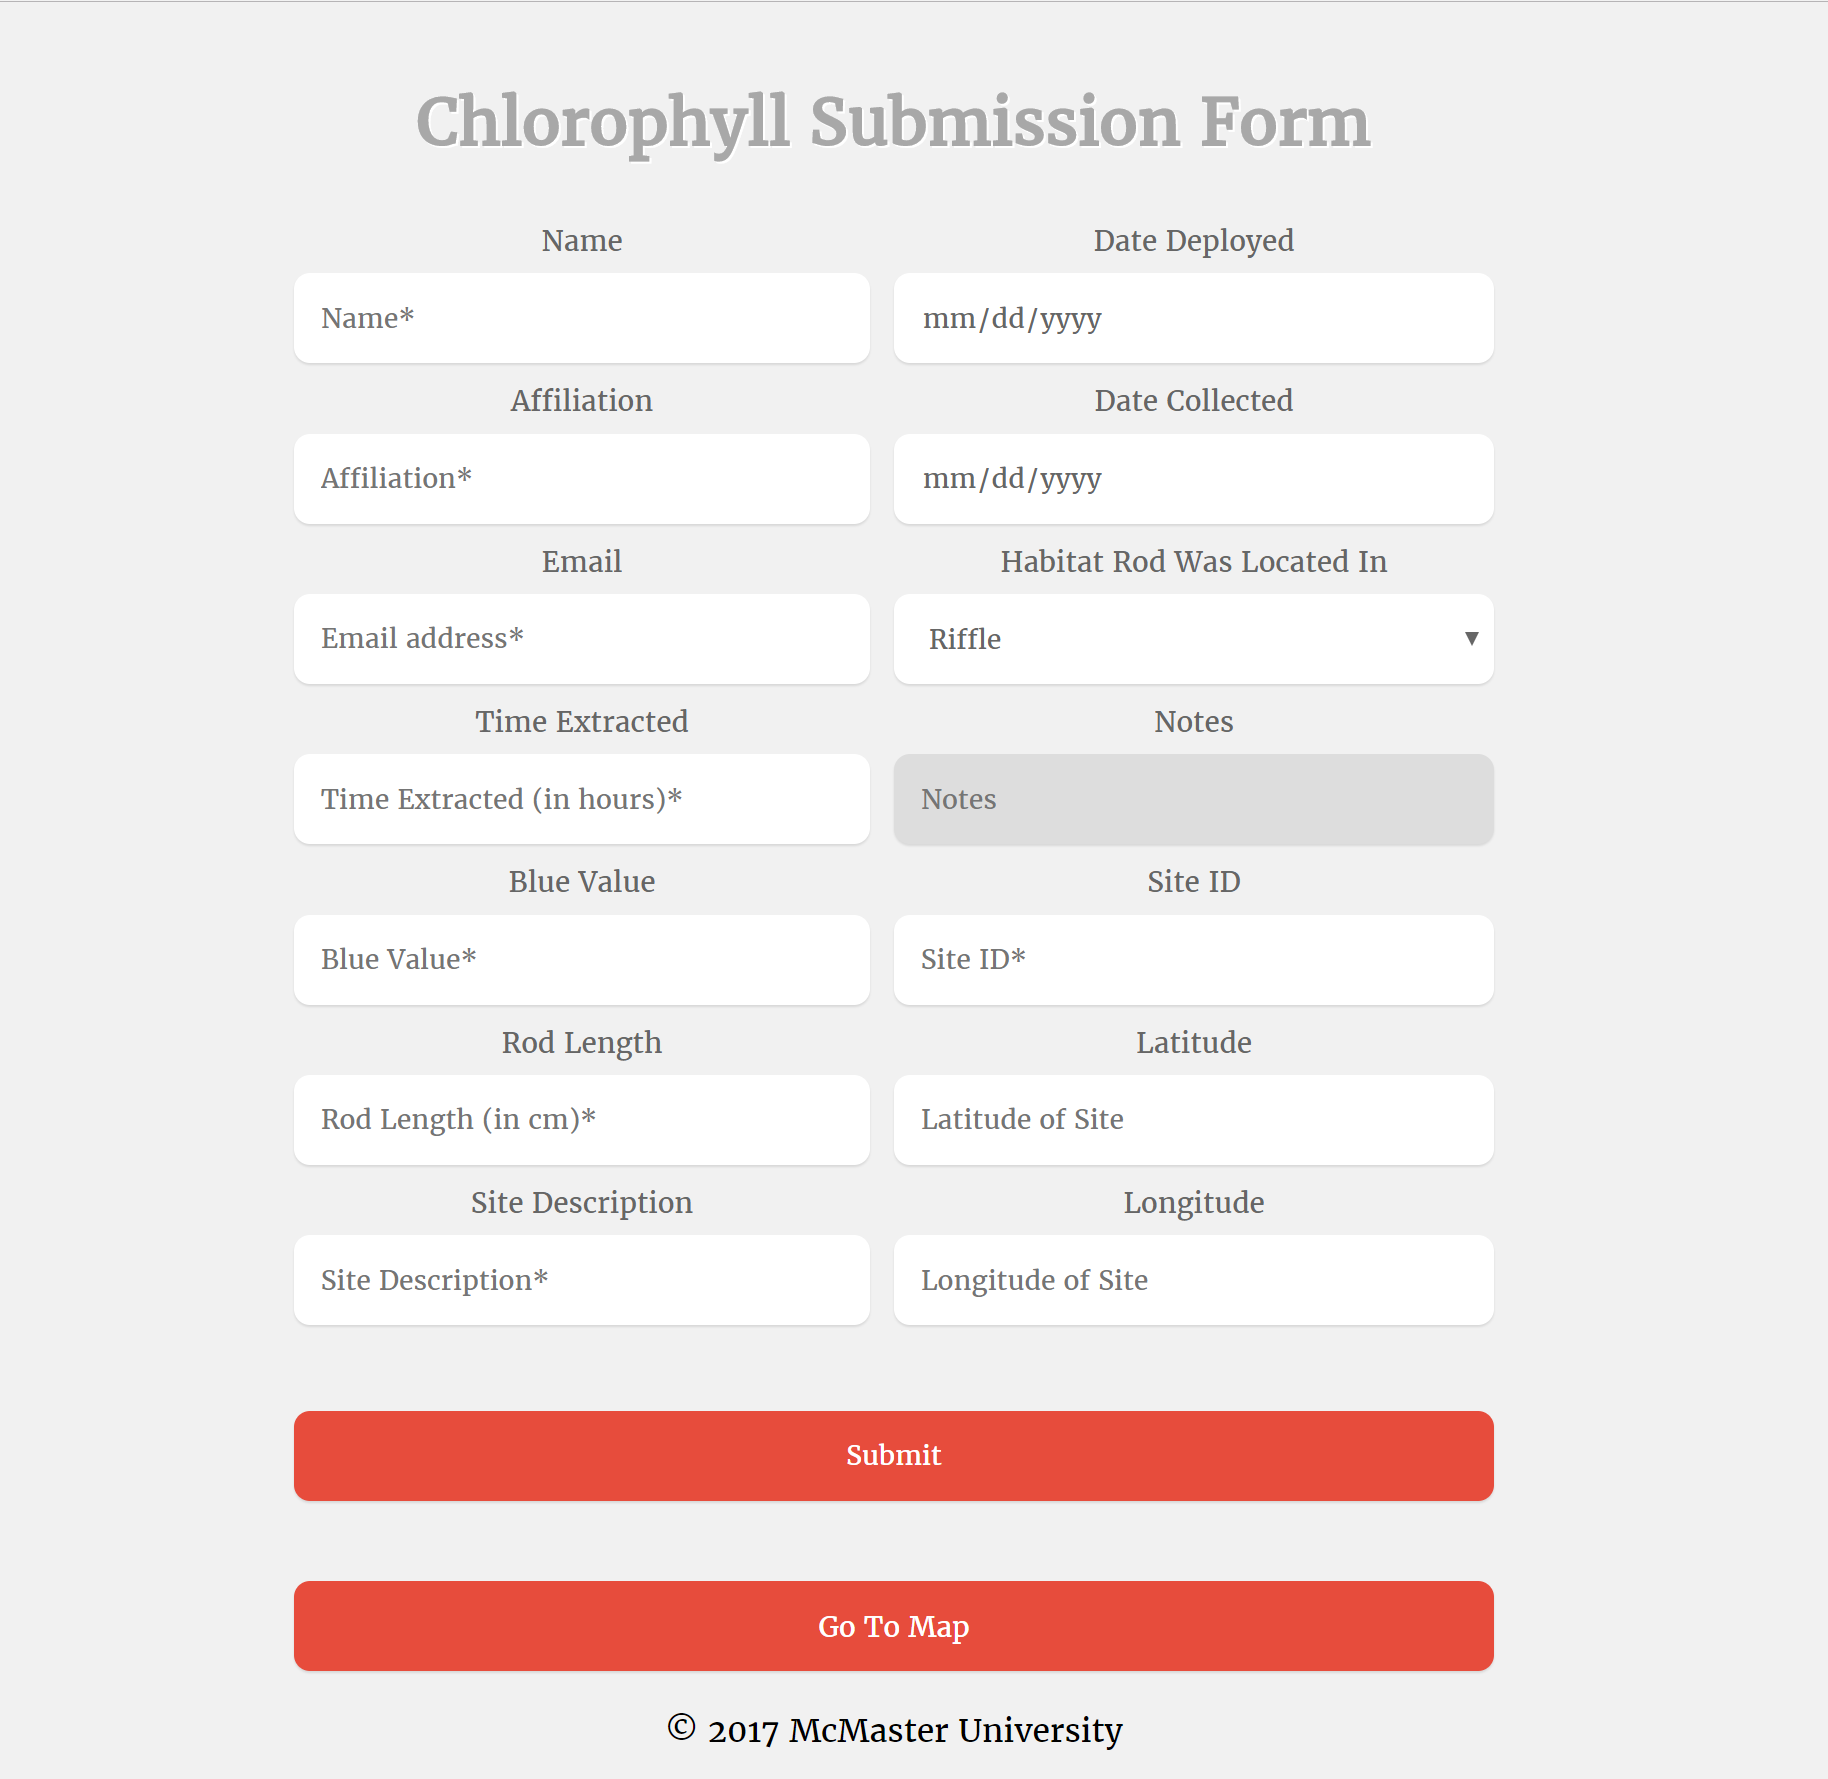 Chlorophyll Submission Form
Name
Date Deployed
Name*
mm/dd/yyyy
Affiliation
Date Collected
Affiliation*
mm/dd/yyyy
Email
Habitat Rod Was Located In
Email address*
Riffle
Time Extracted
Notes
Time Extracted (in hours)*
Notes
Blue Value
Site ID
Blue Value*
Site ID*
Rod Length
Latitude
Rod Length (in cm)*
Latitude of Site
Site Description
Longitude
Site Description*
Longitude of Site
Submit
Go To Map
© 2017 McMaster University